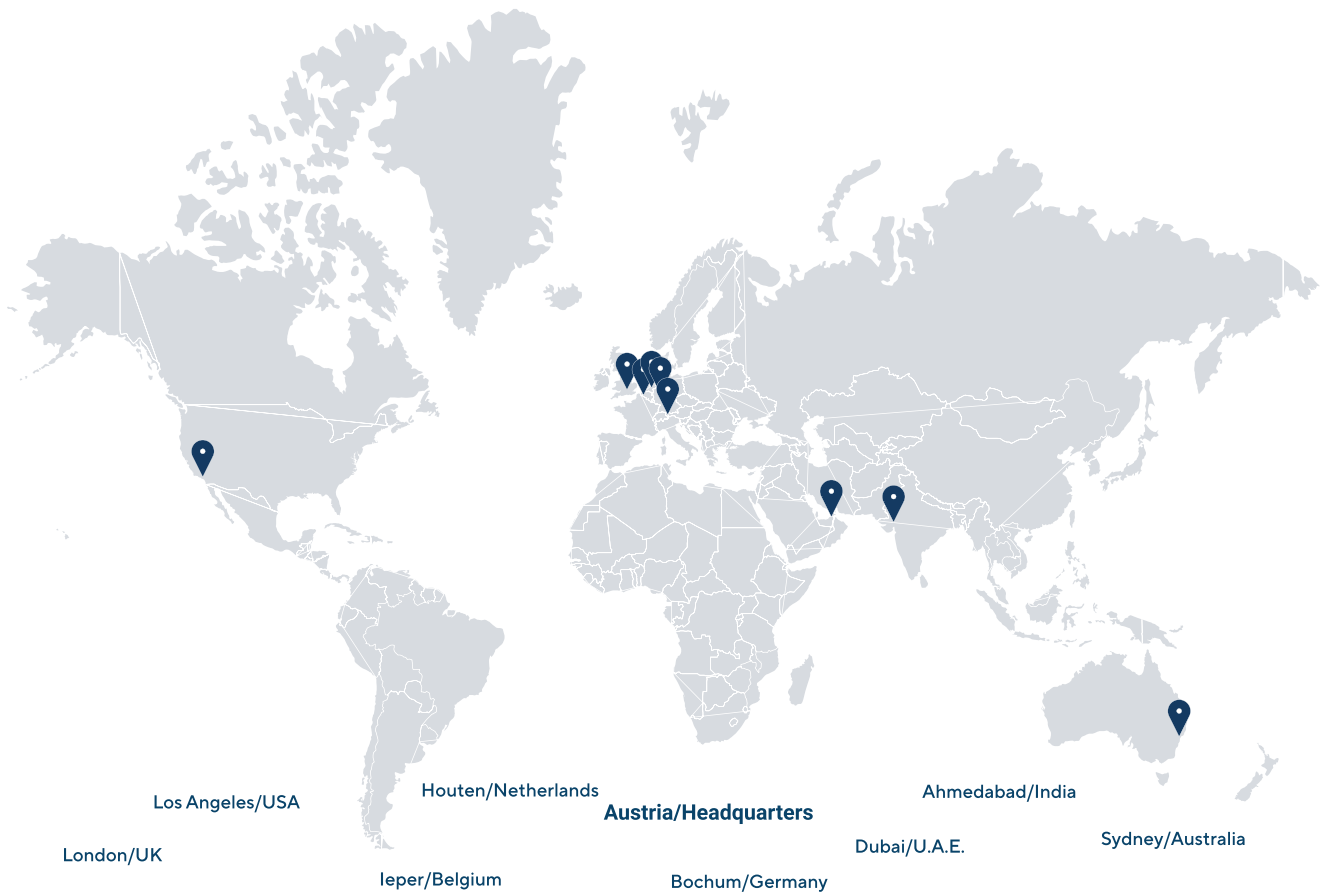 Houten/Netherlands
Ahmedabad/India
Los Angeles/USA
Austria/Headquarters
Sydney/Australia
Dubai/U.A.E.
London/UK
Ieper/Belgium
Bochum/Germany